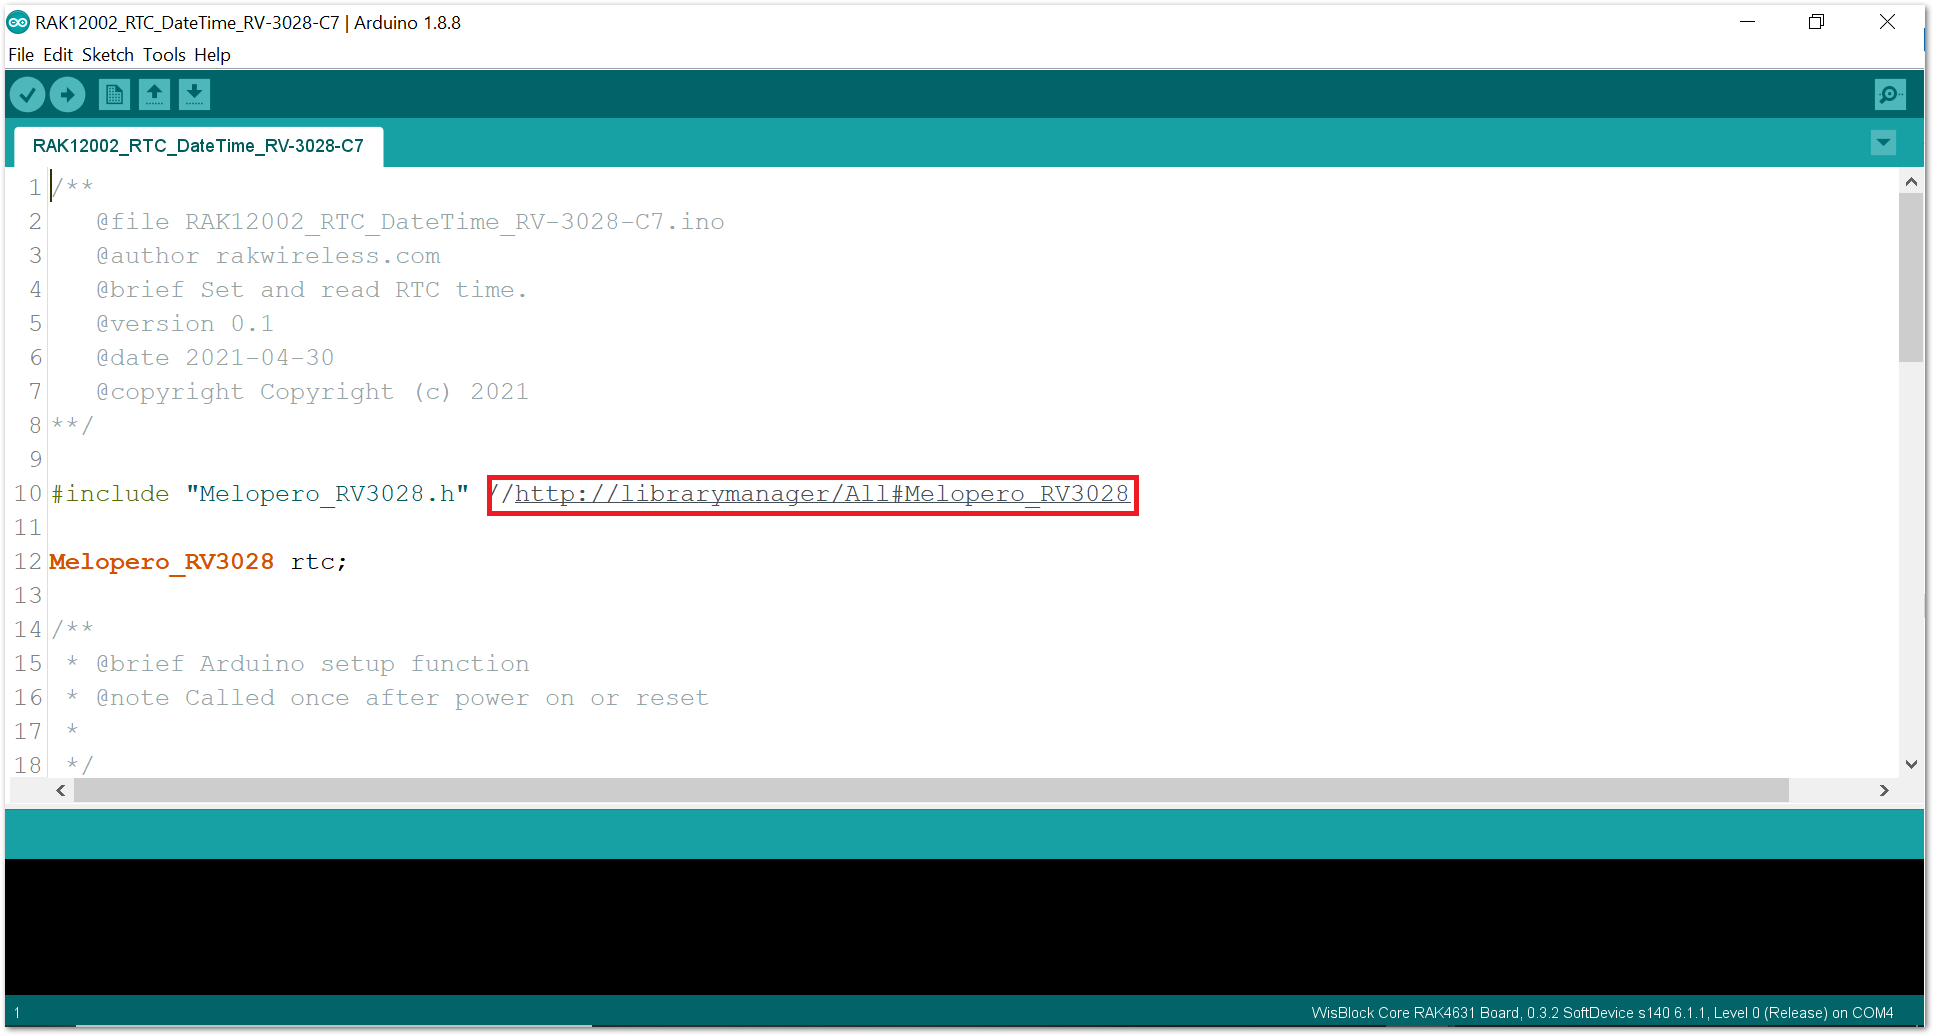 RAK12002_RTC_DateTime_RV-3028-C7 | Arduino 1.8.8
File Edit Sketch Tools Help
RAK12002_RTC_DateTime_RV-3028-C7
1 /**
2    @file RAK12002_RTC_DateTime_RV-3028-C7.ino
3    @author rakwireless.com
4    @brief Set and read RTC time.
5    @version 0.1
6    @date 2021-04-30
7    @copyright Copyright (c) 2021
8 **/
9
10 #include "Melopero_RV3028.h" //http://librarymanager/All#Melopero_RV3028
11
12 Melopero_RV3028 rtc;
13
14 /**
15  * @brief Arduino setup function
16  * @note Called once after power on or reset
17  *
18  */
1
WisBlock Core RAK4631 Board, 0.3.2 SoftDevice s140 6.1.1, Level 0 (Release) on COM4